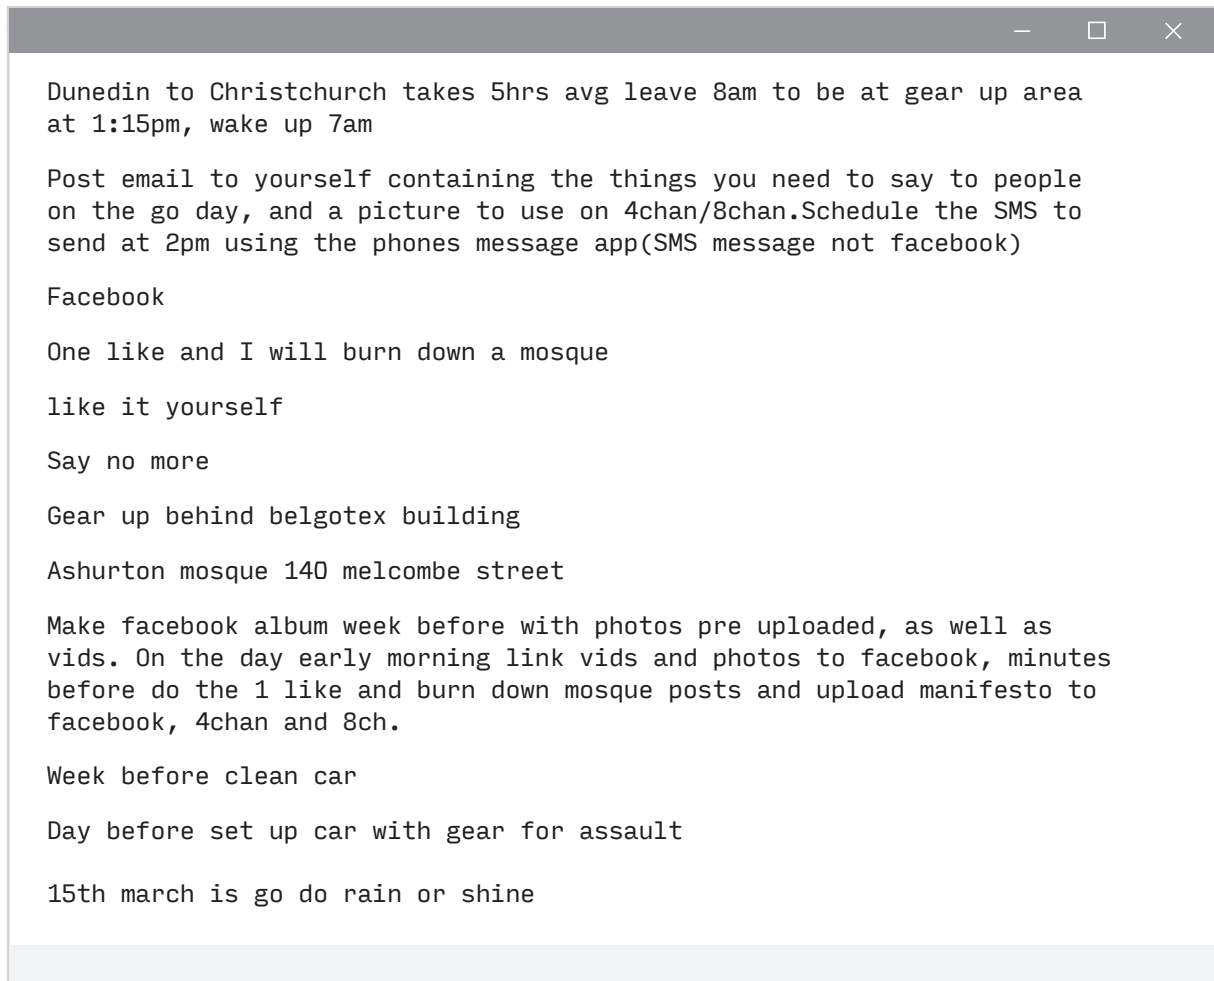 Dunedin to Christchurch takes 5hrs avg leave 8am to be at gear up area
at 1:15pm, wake up 7am
Post email to yourself containing the things you need to say to people
on the go day, and a picture to use on 4chan/8chan.Schedule the SMS to
send at 2pm using the phones message app(SMS message not facebook)
Facebook
One like and I will burn down a mosque
like it yourself
Say no more
Gear up behind belgotex building
Ashurton mosque 140 melcombe street
Make facebook album week before with photos pre uploaded, as well as
vids. On the day early morning link vids and photos to facebook, minutes
before do the 1 like and burn down mosque posts and upload manifesto to
facebook, 4chan and 8ch.
Week before clean car
Day before set up car with gear for assault
15th march is go do rain or shine